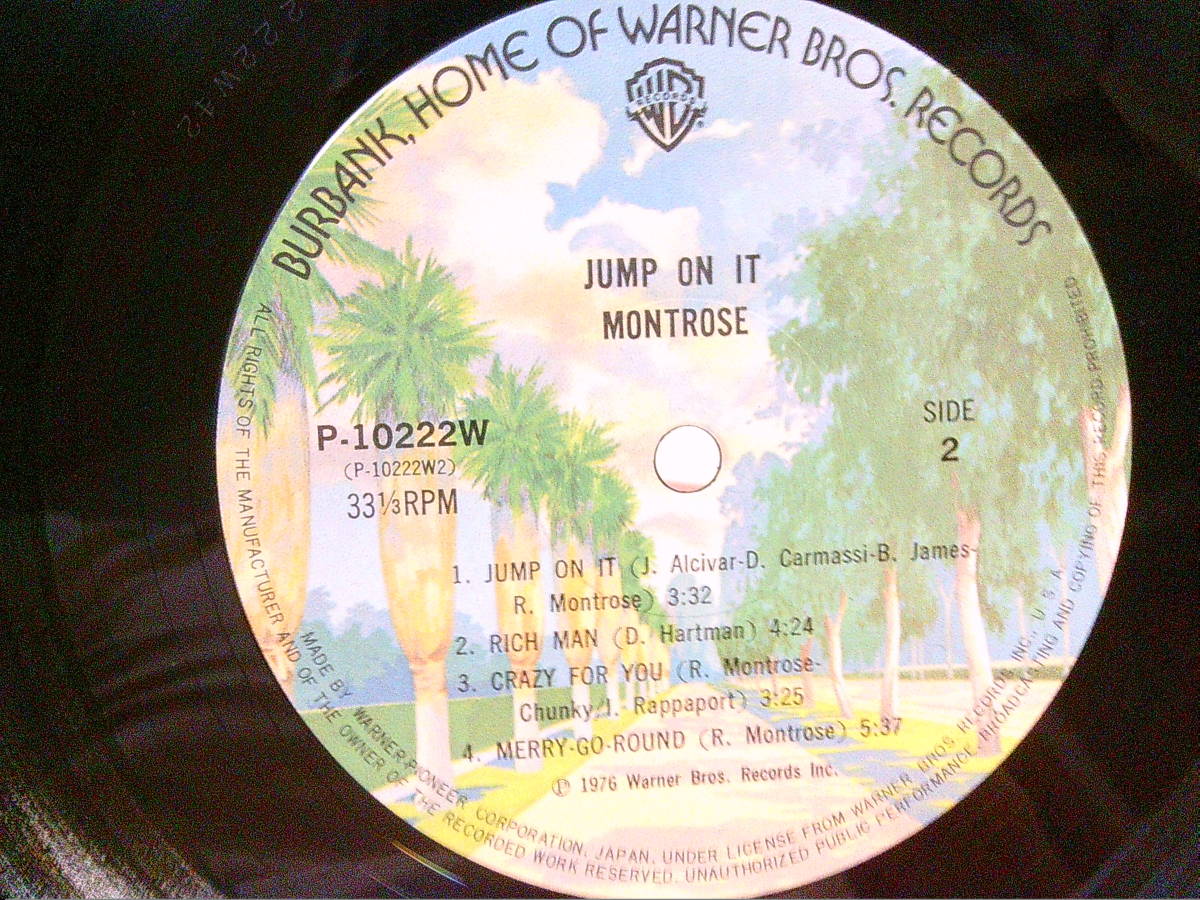 BURBANK, HOME OF WARNER BROS. RECORDS
RECORDS
JUMP ON IT
MONTROSE
SIDE
2
P-10222W
(P-10222W2)
33⅓RPM
1. JUMP ON IT (J. Alcivar-D. Carmassi-B. James-
R. Montrose) 3:32
2. RICH MAN (D. Hartman) 4:24
3. CRAZY FOR YOU (R. Montrose-
Chunky,J. Rappaport) 3:25
4. MERRY-GO-ROUND (R. Montrose) 5:37
℗ 1976 Warner Bros. Records Inc.
MADE BY WARNER-PIONEER CORPORATION, JAPAN, UNDER LICENSE FROM WARNER BROS. RECORDS INC., U.S.A.
ALL RIGHTS OF THE MANUFACTURER AND OF THE OWNER OF THE RECORDED WORK RESERVED. UNAUTHORIZED PUBLIC PERFORMANCE BROADCASTING AND COPYING OF THIS RECORD PROHIBITED